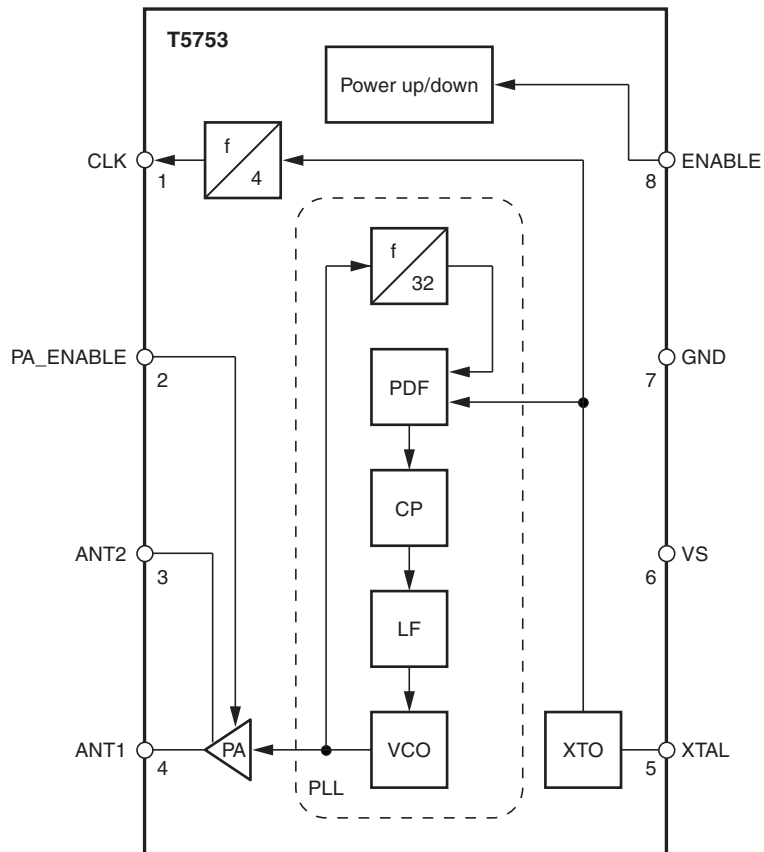 T5753
Power up/down
CLK
1
f
4
ENABLE
8
f
32
PA_ENABLE
2
GND
7
PDF
CP
ANT2
3
VS
6
LF
ANT1
4
PA
VCO
XTO
XTAL
5
PLL